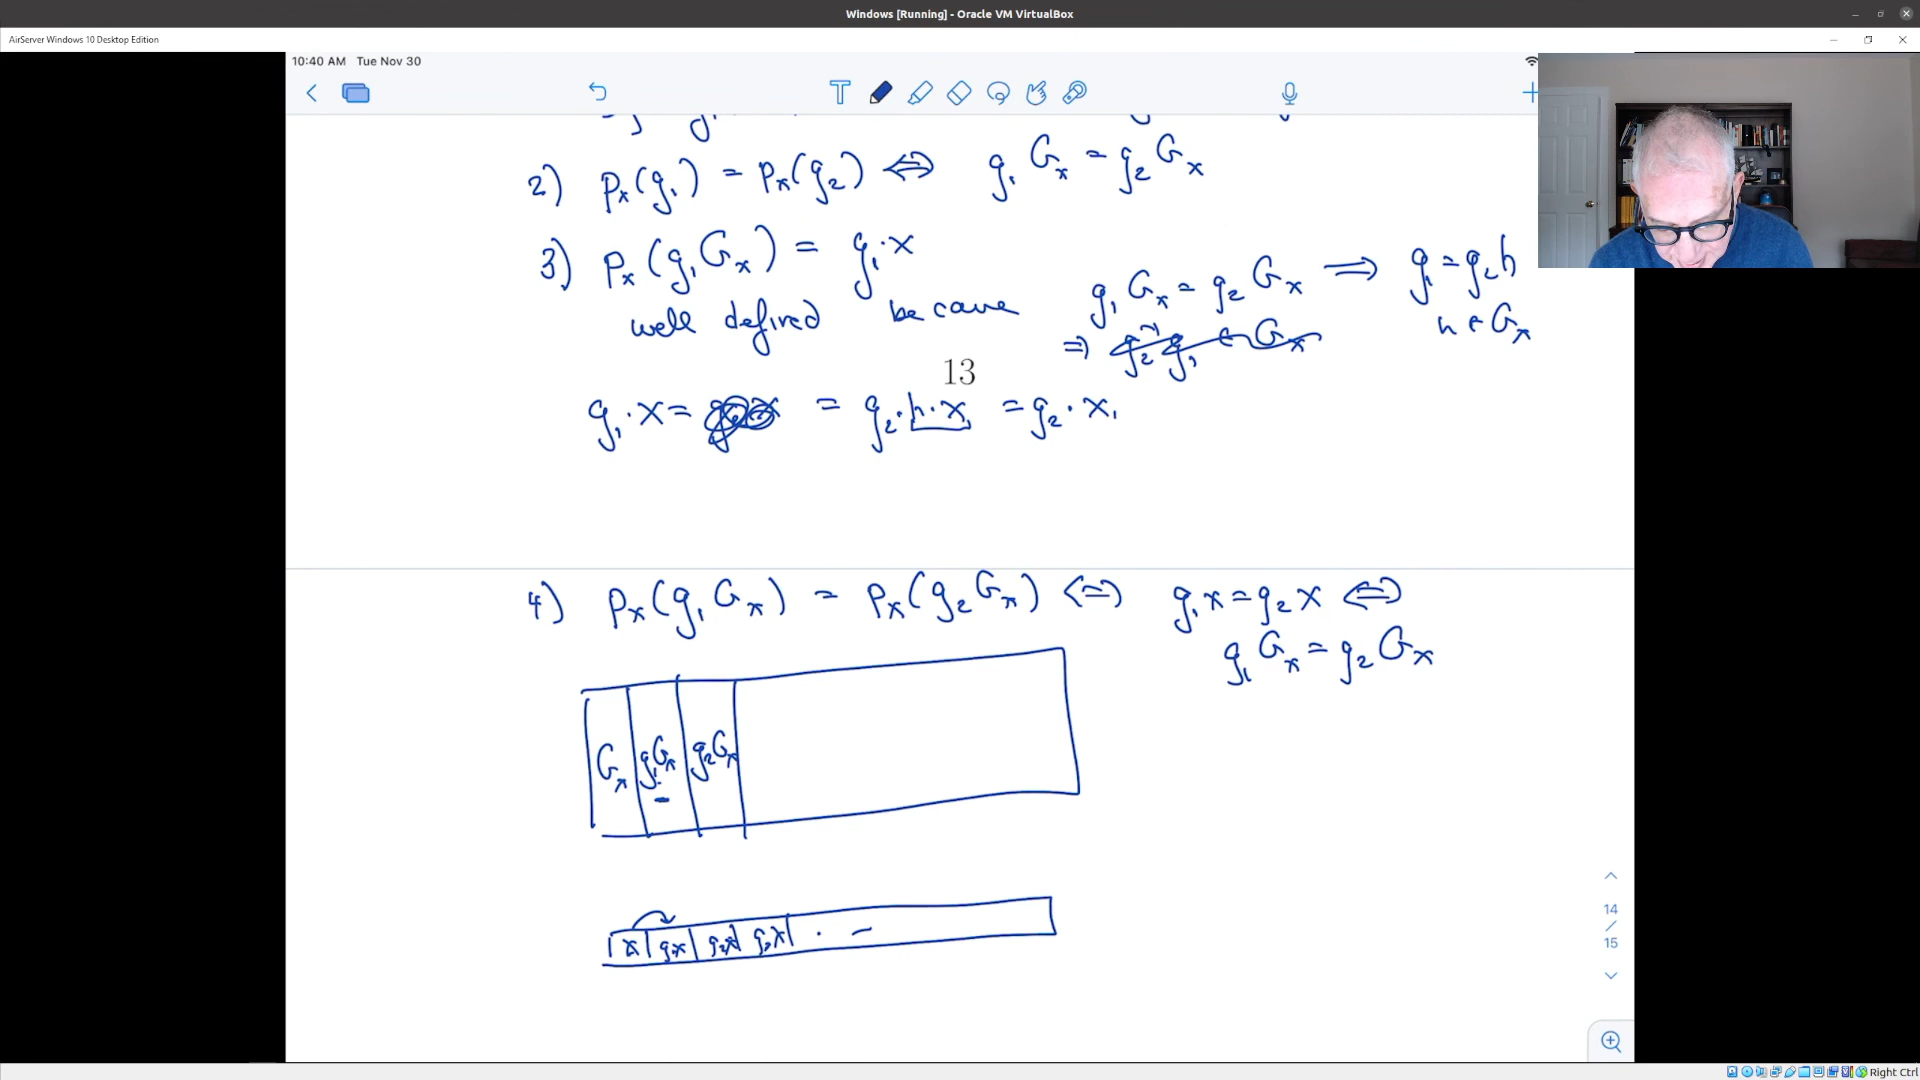 Windows [Running] - Oracle VM VirtualBox
AirServer Windows 10 Desktop Edition
10:40 AM Tue Nov 30
2) pₓ(g₁) = pₓ(g₂) ⇔ g₁Gₓ = g₂Gₓ
3) pₓ(g₁Gₓ) = g₁·x
well defined because g₁Gₓ = g₂Gₓ ⟹ g₁ = g₂h
h ∈ Gₓ
⇒ g₂⁻¹g₁ ∈ Gₓ
13
g₁·x = = g₂·h·x = g₂·x.
4) pₓ(g₁Gₓ) = pₓ(g₂Gₓ) ⇔ g₁x = g₂x ⇔
g₁Gₓ = g₂Gₓ
Gₓ g₁Gₓ g₂Gₓ
x g₁x g₂x g₃x . –
14
/
15
Right Ctrl